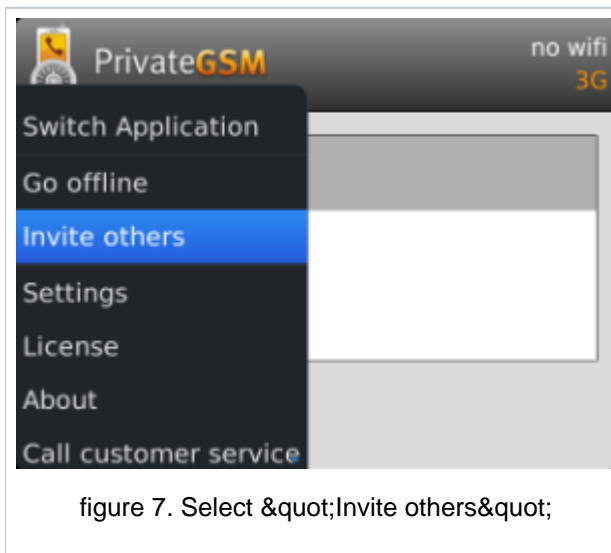 PrivateGSM
no wifi
3G
Switch Application
Go offline
Invite others
Settings
License
About
Call customer service
figure 7. Select &quot;Invite others&quot;